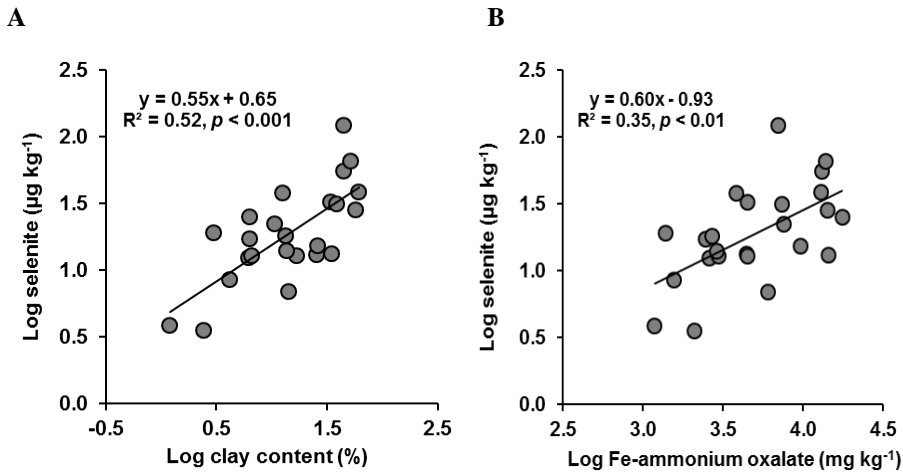 A
y = 0.55x + 0.65
R² = 0.52, p < 0.001
2.5
2.0
1.5
1.0
0.5
0.0
-0.5
0.5
1.5
2.5
Log selenite (µg kg⁻¹)
Log clay content (%)
B
y = 0.60x - 0.93
R² = 0.35, p < 0.01
2.5
2.0
1.5
1.0
0.5
0.0
2.5
3.0
3.5
4.0
4.5
Log selenite (µg kg⁻¹)
Log Fe-ammonium oxalate (mg kg⁻¹)